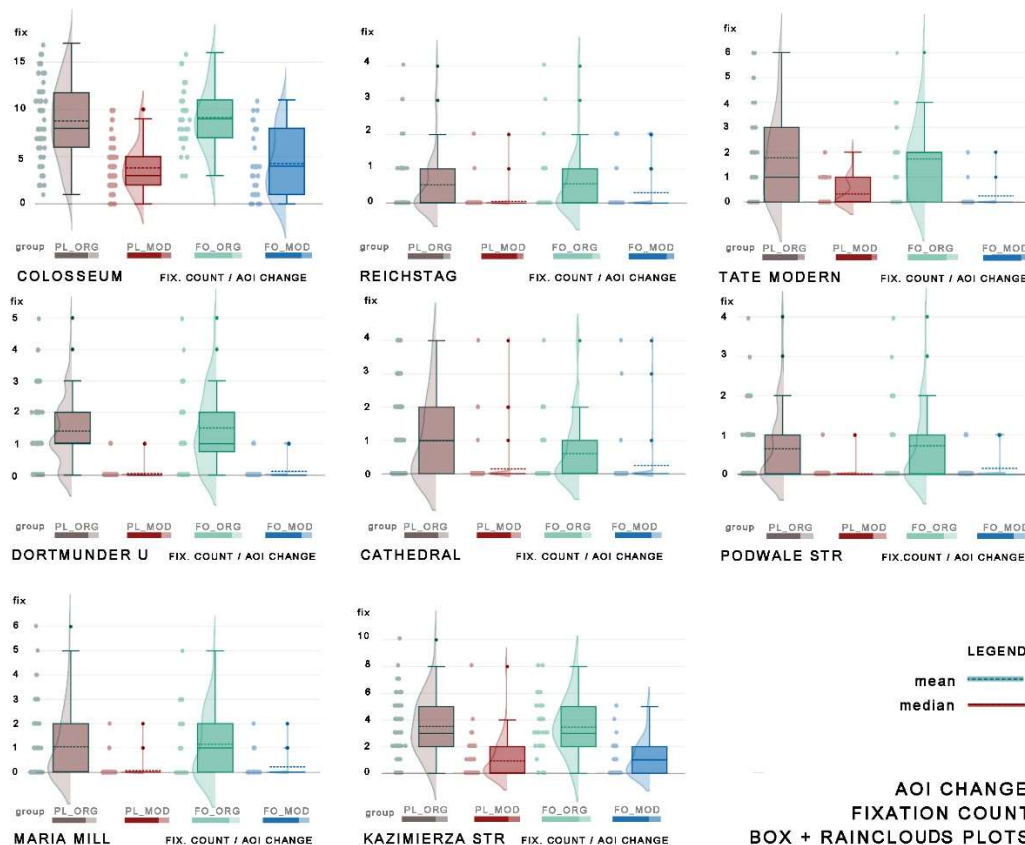 fix
15
10
5
0
group PL_ORG PL_MOD FO_ORG FO_MOD
COLOSSEUM FIX. COUNT / AOI CHANGE
fix
4
3
2
1
0
group PL_ORG PL_MOD FO_ORG FO_MOD
REICHSTAG FIX. COUNT / AOI CHANGE
fix
6
5
4
3
2
1
0
group PL_ORG PL_MOD FO_ORG FO_MOD
TATE MODERN FIX. COUNT / AOI CHANGE
fix
5
4
3
2
1
0
group PL_ORG PL_MOD FO_ORG FO_MOD
DORTMUNDER U FIX. COUNT / AOI CHANGE
fix
4
3
2
1
0
group PL_ORG PL_MOD FO_ORG FO_MOD
CATHEDRAL FIX. COUNT / AOI CHANGE
fix
4
3
2
1
0
group PL_ORG PL_MOD FO_ORG FO_MOD
PODWALE STR FIX.COUNT / AOI CHANGE
fix
6
5
4
3
2
1
0
group PL_ORG PL_MOD FO_ORG FO_MOD
MARIA MILL FIX. COUNT / AOI CHANGE
fix
10
8
6
4
2
0
group PL_ORG PL_MOD FO_ORG FO_MOD
KAZIMIERZA STR FIX. COUNT / AOI CHANGE
LEGEND
mean
median
AOI CHANGE
FIXATION COUNT
BOX + RAINCLOUDS PLOTS